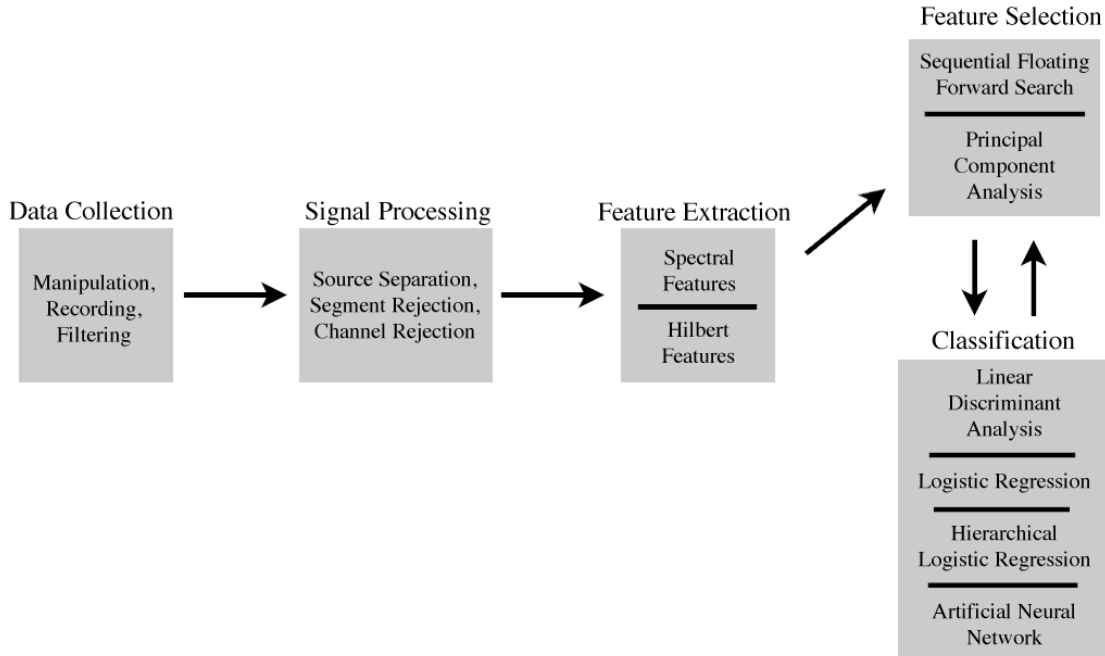 Data Collection
Manipulation,
Recording,
Filtering
Signal Processing
Source Separation,
Segment Rejection,
Channel Rejection
Feature Extraction
Spectral
Features
Hilbert
Features
Feature Selection
Sequential Floating
Forward Search
Principal
Component
Analysis
Classification
Linear
Discriminant
Analysis
Logistic Regression
Hierarchical
Logistic Regression
Artificial Neural
Network